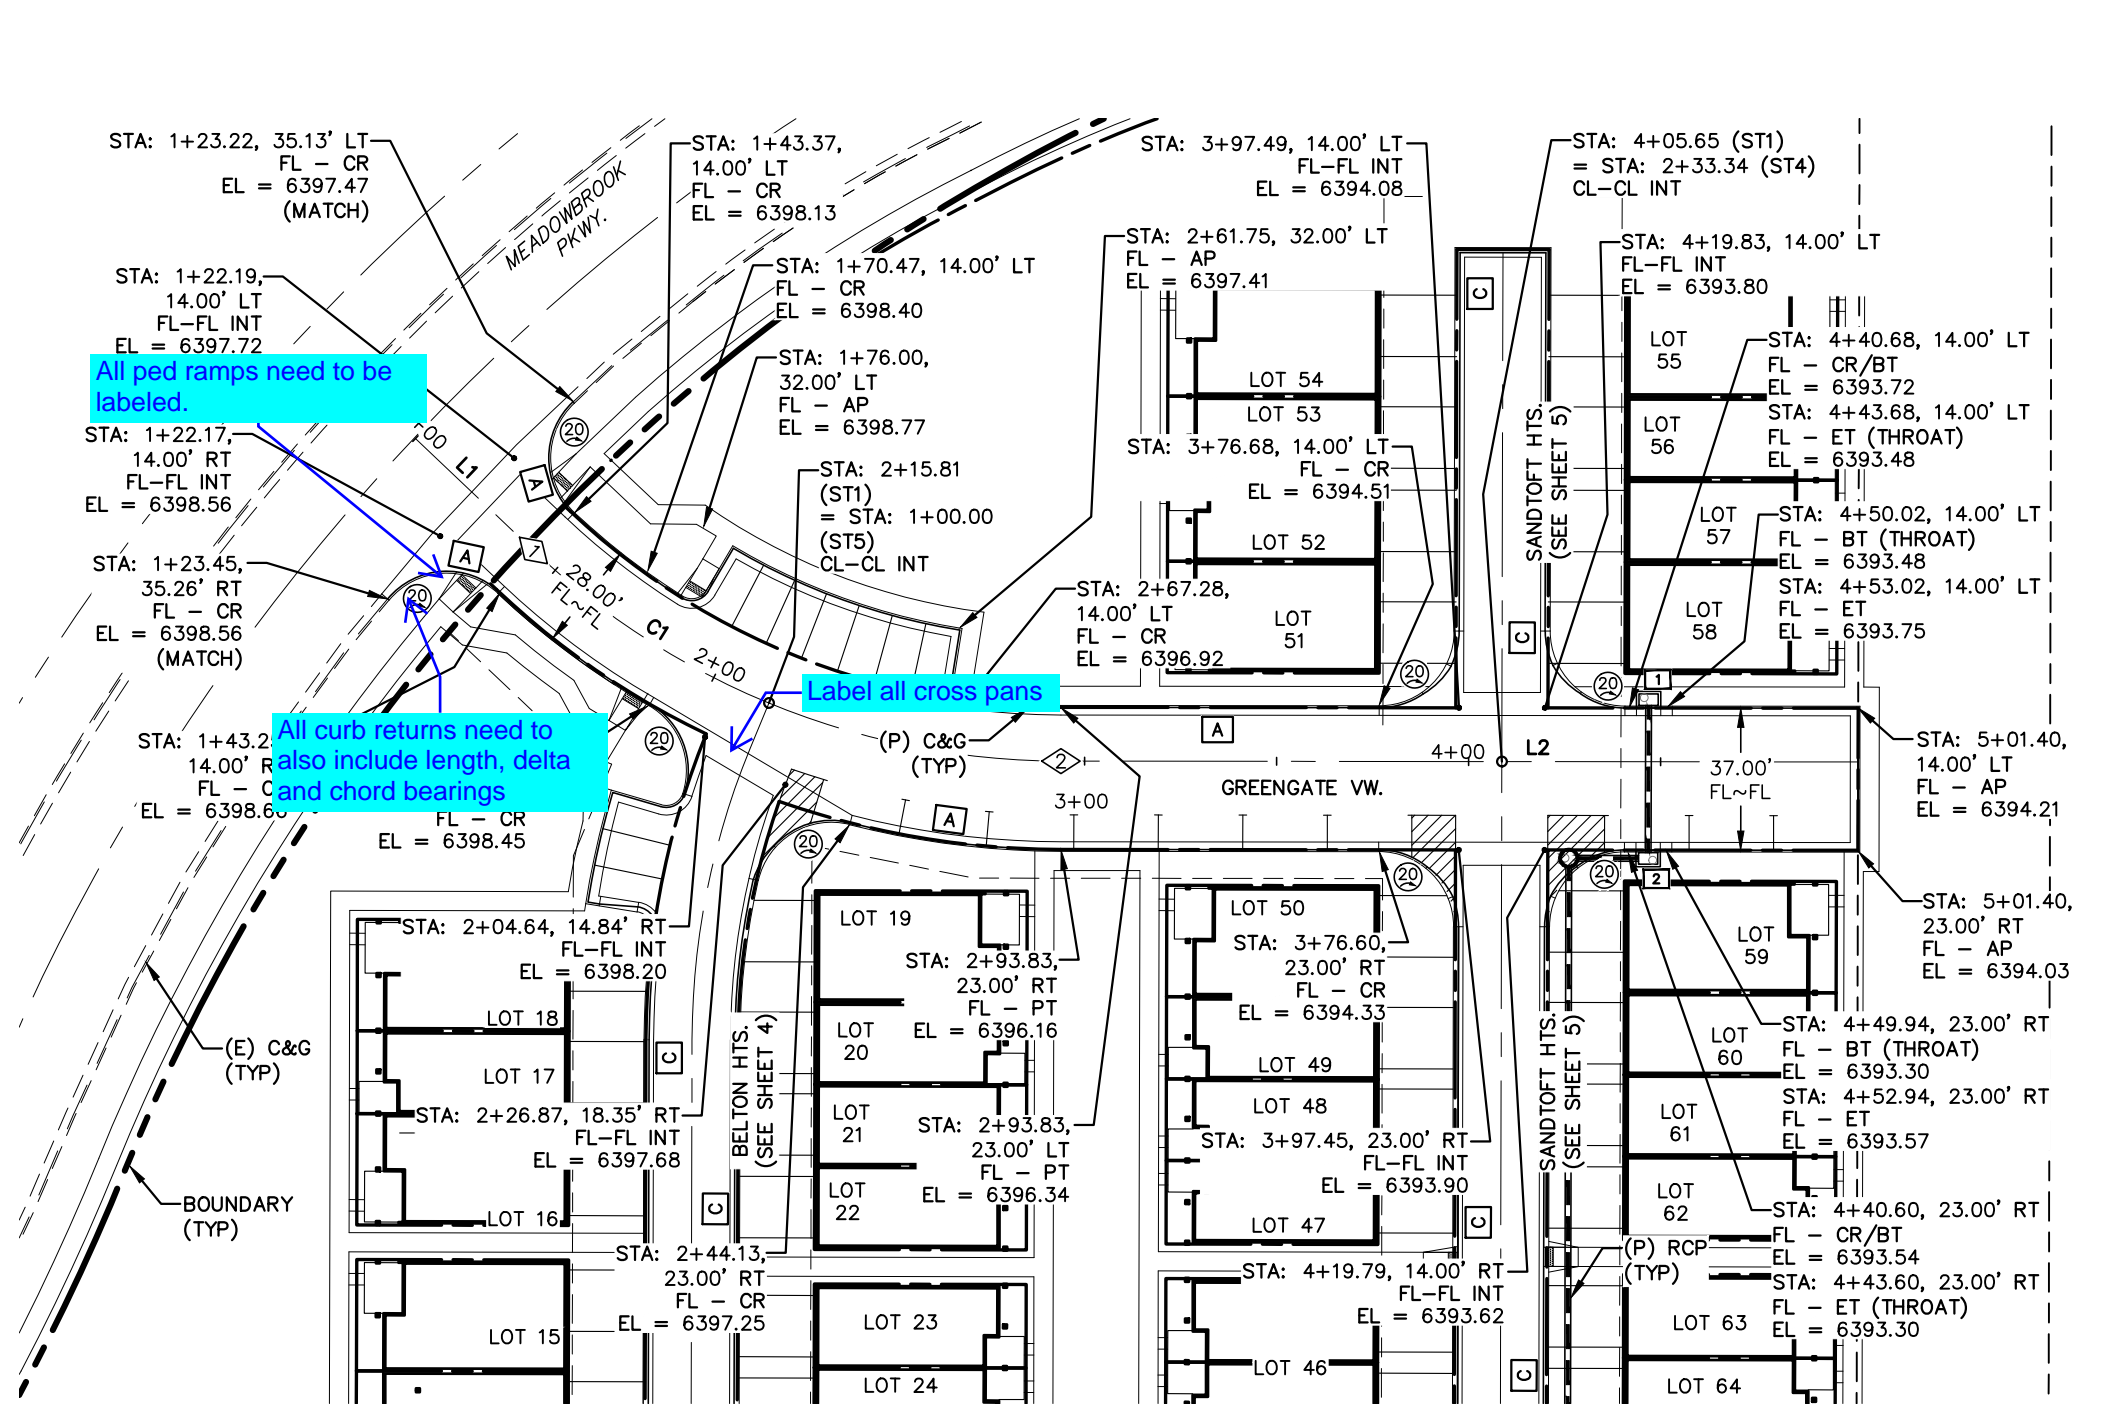 STA: 1+23.22, 35.13' LT
FL - CR
EL = 6397.47
(MATCH)
STA: 1+43.37,
14.00' LT
FL - CR
EL = 6398.13
MEADOWBROOK
PKWY.
STA: 3+97.49, 14.00' LT
FL-FL INT
EL = 6394.08
STA: 4+05.65 (ST1)
= STA: 2+33.34 (ST4)
CL-CL INT
STA: 1+22.19,
14.00' LT
FL-FL INT
EL = 6397.72
STA: 1+70.47, 14.00' LT
FL - CR
EL = 6398.40
STA: 2+61.75, 32.00' LT
FL - AP
EL = 6397.41
STA: 4+19.83, 14.00' LT
FL-FL INT
EL = 6393.80
All ped ramps need to be
labeled.
STA: 1+76.00,
32.00' LT
FL - AP
EL = 6398.77
C
LOT 54
LOT 53
LOT
55
LOT
56
STA: 4+40.68, 14.00' LT
FL - CR/BT
EL = 6393.72
STA: 4+43.68, 14.00' LT
FL - ET (THROAT)
EL = 6393.48
STA: 1+22.17,
14.00' RT
FL-FL INT
EL = 6398.56
+00
L1
20
A
STA: 2+15.81
(ST1)
= STA: 1+00.00
(ST5)
CL-CL INT
STA: 3+76.68, 14.00' LT
FL - CR
EL = 6394.51
SANDTOFT HTS.
(SEE SHEET 5)
LOT 52
LOT
57
STA: 4+50.02, 14.00' LT
FL - BT (THROAT)
EL = 6393.48
STA: 4+53.02, 14.00' LT
FL - ET
EL = 6393.75
STA: 1+23.45,
35.26' RT
FL - CR
EL = 6398.56
(MATCH)
A
20
1
28.00'
FL~FL
C1
2+00
STA: 2+67.28,
14.00' LT
FL - CR
EL = 6396.92
LOT
51
C
LOT
58
20
20
1
Label all cross pans
All curb returns need to
also include length, delta
and chord bearings
STA: 1+43.2
14.00' R
FL - C
EL = 6398.6
FL - CR
EL = 6398.45
20
(P) C&G
(TYP)
2
3+00
A
A
GREENGATE VW.
4+00
L2
37.00'
FL~FL
STA: 5+01.40,
14.00' LT
FL - AP
EL = 6394.21
20
20
20
2
STA: 5+01.40,
23.00' RT
FL - AP
EL = 6394.03
STA: 2+04.64, 14.84' RT
FL-FL INT
EL = 6398.20
LOT 19
STA: 2+93.83,
23.00' RT
FL - PT
EL = 6396.16
LOT 50
STA: 3+76.60,
23.00' RT
FL - CR
EL = 6394.33
LOT
59
(E) C&G
(TYP)
LOT 18
LOT 17
C
BELTON HTS.
(SEE SHEET 4)
LOT
20
LOT 49
LOT 48
SANDTOFT HTS.
(SEE SHEET 5)
LOT
60
STA: 4+49.94, 23.00' RT
FL - BT (THROAT)
EL = 6393.30
STA: 4+52.94, 23.00' RT
FL - ET
EL = 6393.57
STA: 2+26.87, 18.35' RT
FL-FL INT
EL = 6397.68
LOT
21
STA: 2+93.83,
23.00' LT
FL - PT
EL = 6396.34
STA: 3+97.45, 23.00' RT
FL-FL INT
EL = 6393.90
LOT
61
BOUNDARY
(TYP)
LOT 16
C
LOT
22
LOT 47
C
LOT
62
STA: 4+40.60, 23.00' RT
FL - CR/BT
EL = 6393.54
STA: 4+43.60, 23.00' RT
FL - ET (THROAT)
EL = 6393.30
STA: 2+44.13,
23.00' RT
FL - CR
EL = 6397.25
STA: 4+19.79, 14.00' RT
FL-FL INT
EL = 6393.62
(P) RCP
(TYP)
LOT 15
LOT 23
LOT 63
LOT 24
LOT 46
C
LOT 64